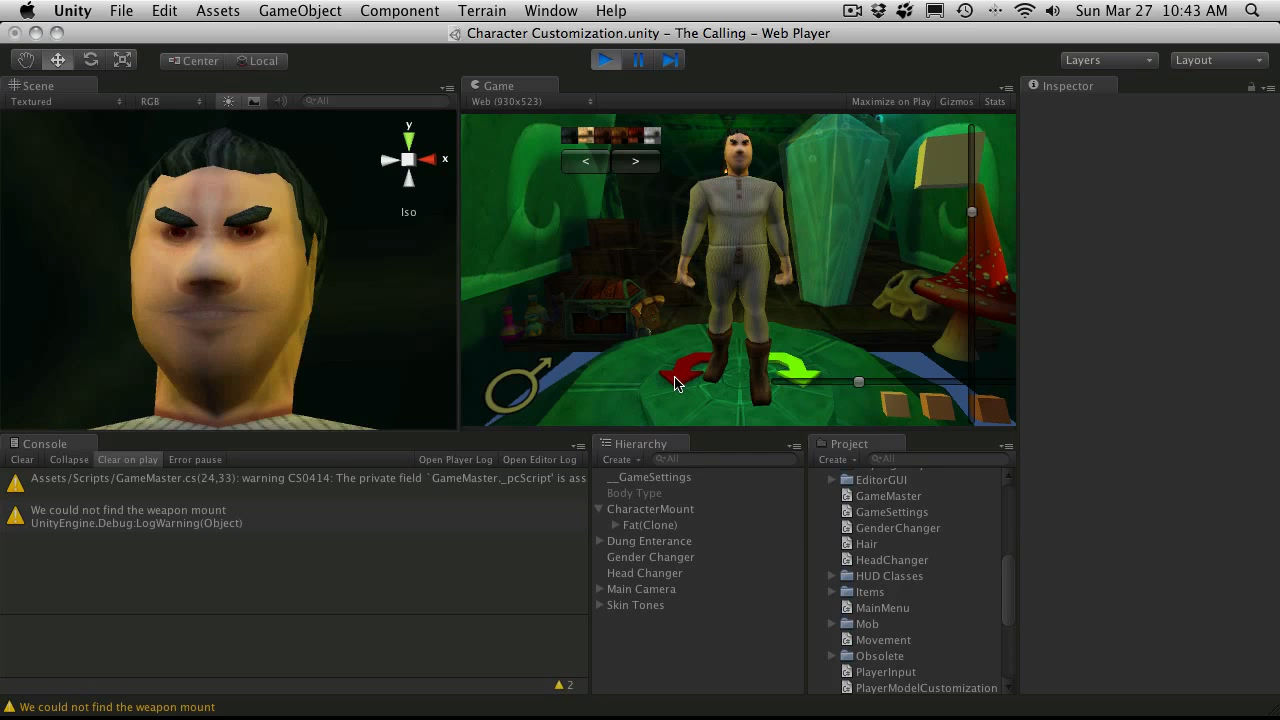 Unity File Edit Assets GameObject Component Terrain Window Help Sun Mar 27 10:43 AM
Character Customization.unity – The Calling – Web Player
Center Local Layers Layout
Scene Game Inspector
Textured RGB All Web (930x523) Maximize on Play Gizmos Stats
y
x
Iso
< >
Console Hierarchy Project
Clear Collapse Clear on play Error pause Open Player Log Open Editor Log Create All Create All
Assets/Scripts/GameMaster.cs(24,33): warning CS0414: The private field `GameMaster._pcScript' is ass
We could not find the weapon mount
UnityEngine.Debug:LogWarning(Object)
2
__GameSettings
Body Type
CharacterMount
Fat(Clone)
Dung Enterance
Gender Changer
Head Changer
Main Camera
Skin Tones
EditorGUI
GameMaster
GameSettings
GenderChanger
Hair
HeadChanger
HUD Classes
Items
MainMenu
Mob
Movement
Obsolete
PlayerInput
PlayerModelCustomization
We could not find the weapon mount